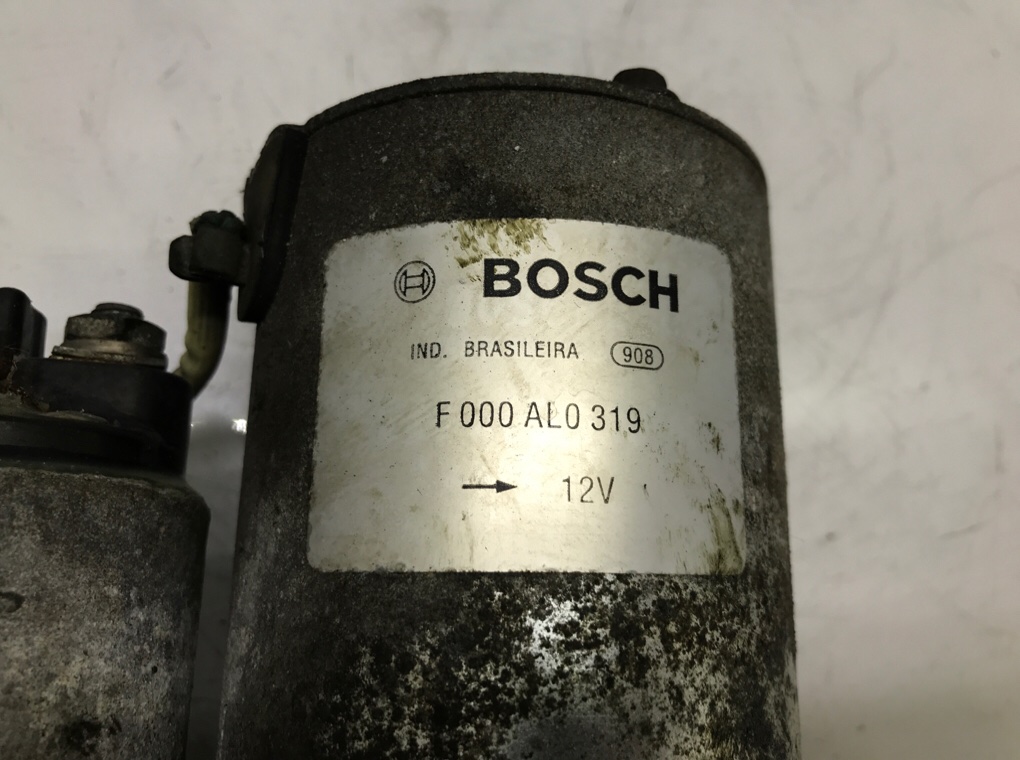 BOSCH
IND. BRASILEIRA 908
F 000 AL0 319
12V